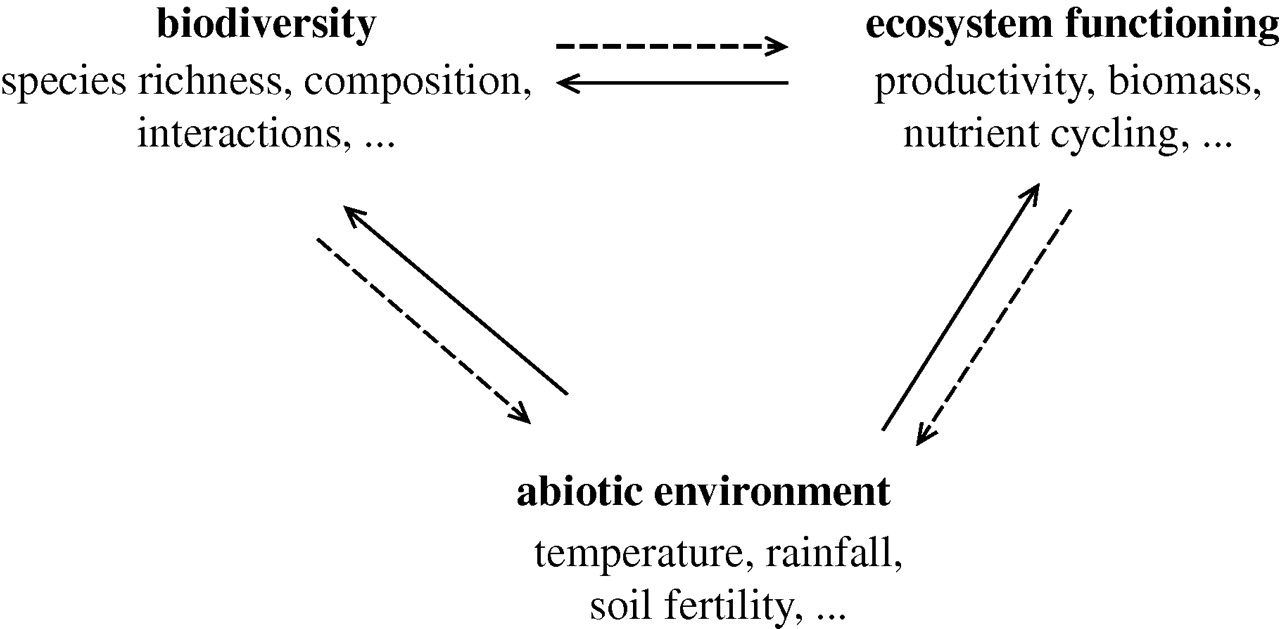 biodiversity
species richness, composition,
interactions, ...
ecosystem functioning
productivity, biomass,
nutrient cycling, ...
abiotic environment
temperature, rainfall,
soil fertility, ...